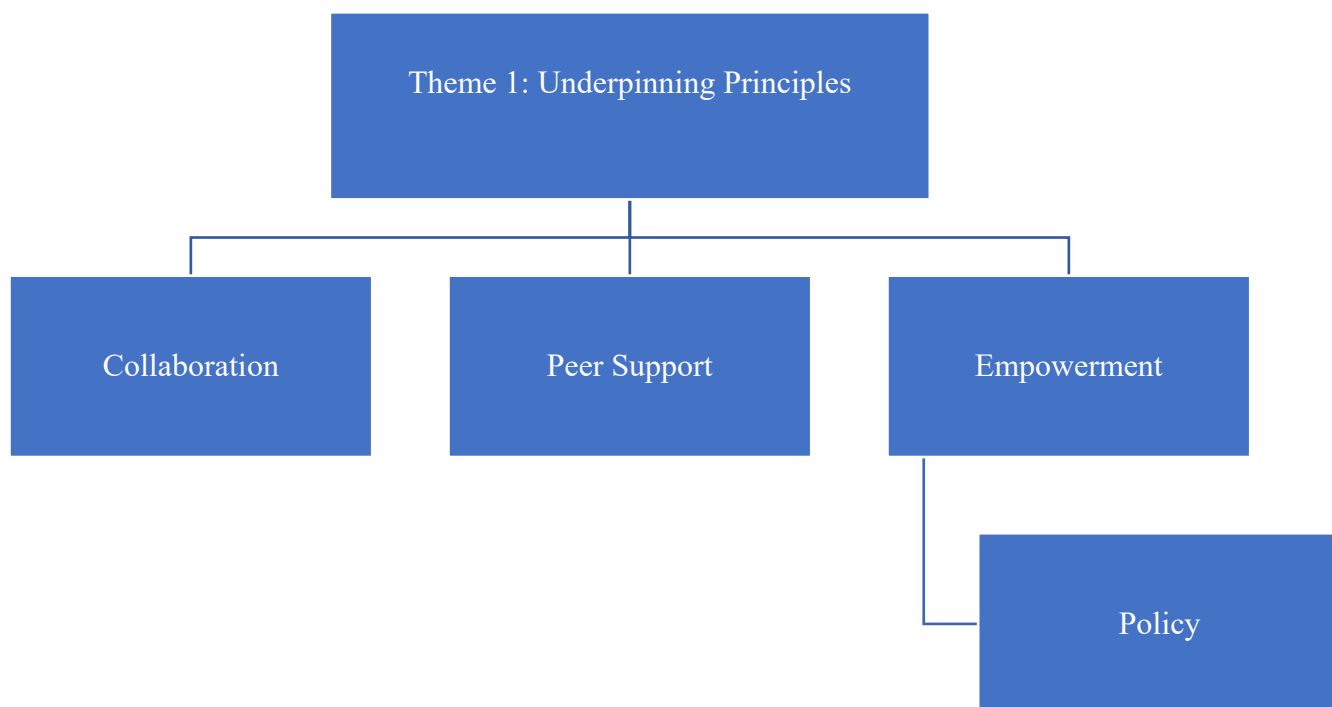 Theme 1: Underpinning Principles
Collaboration
Peer Support
Empowerment
Policy